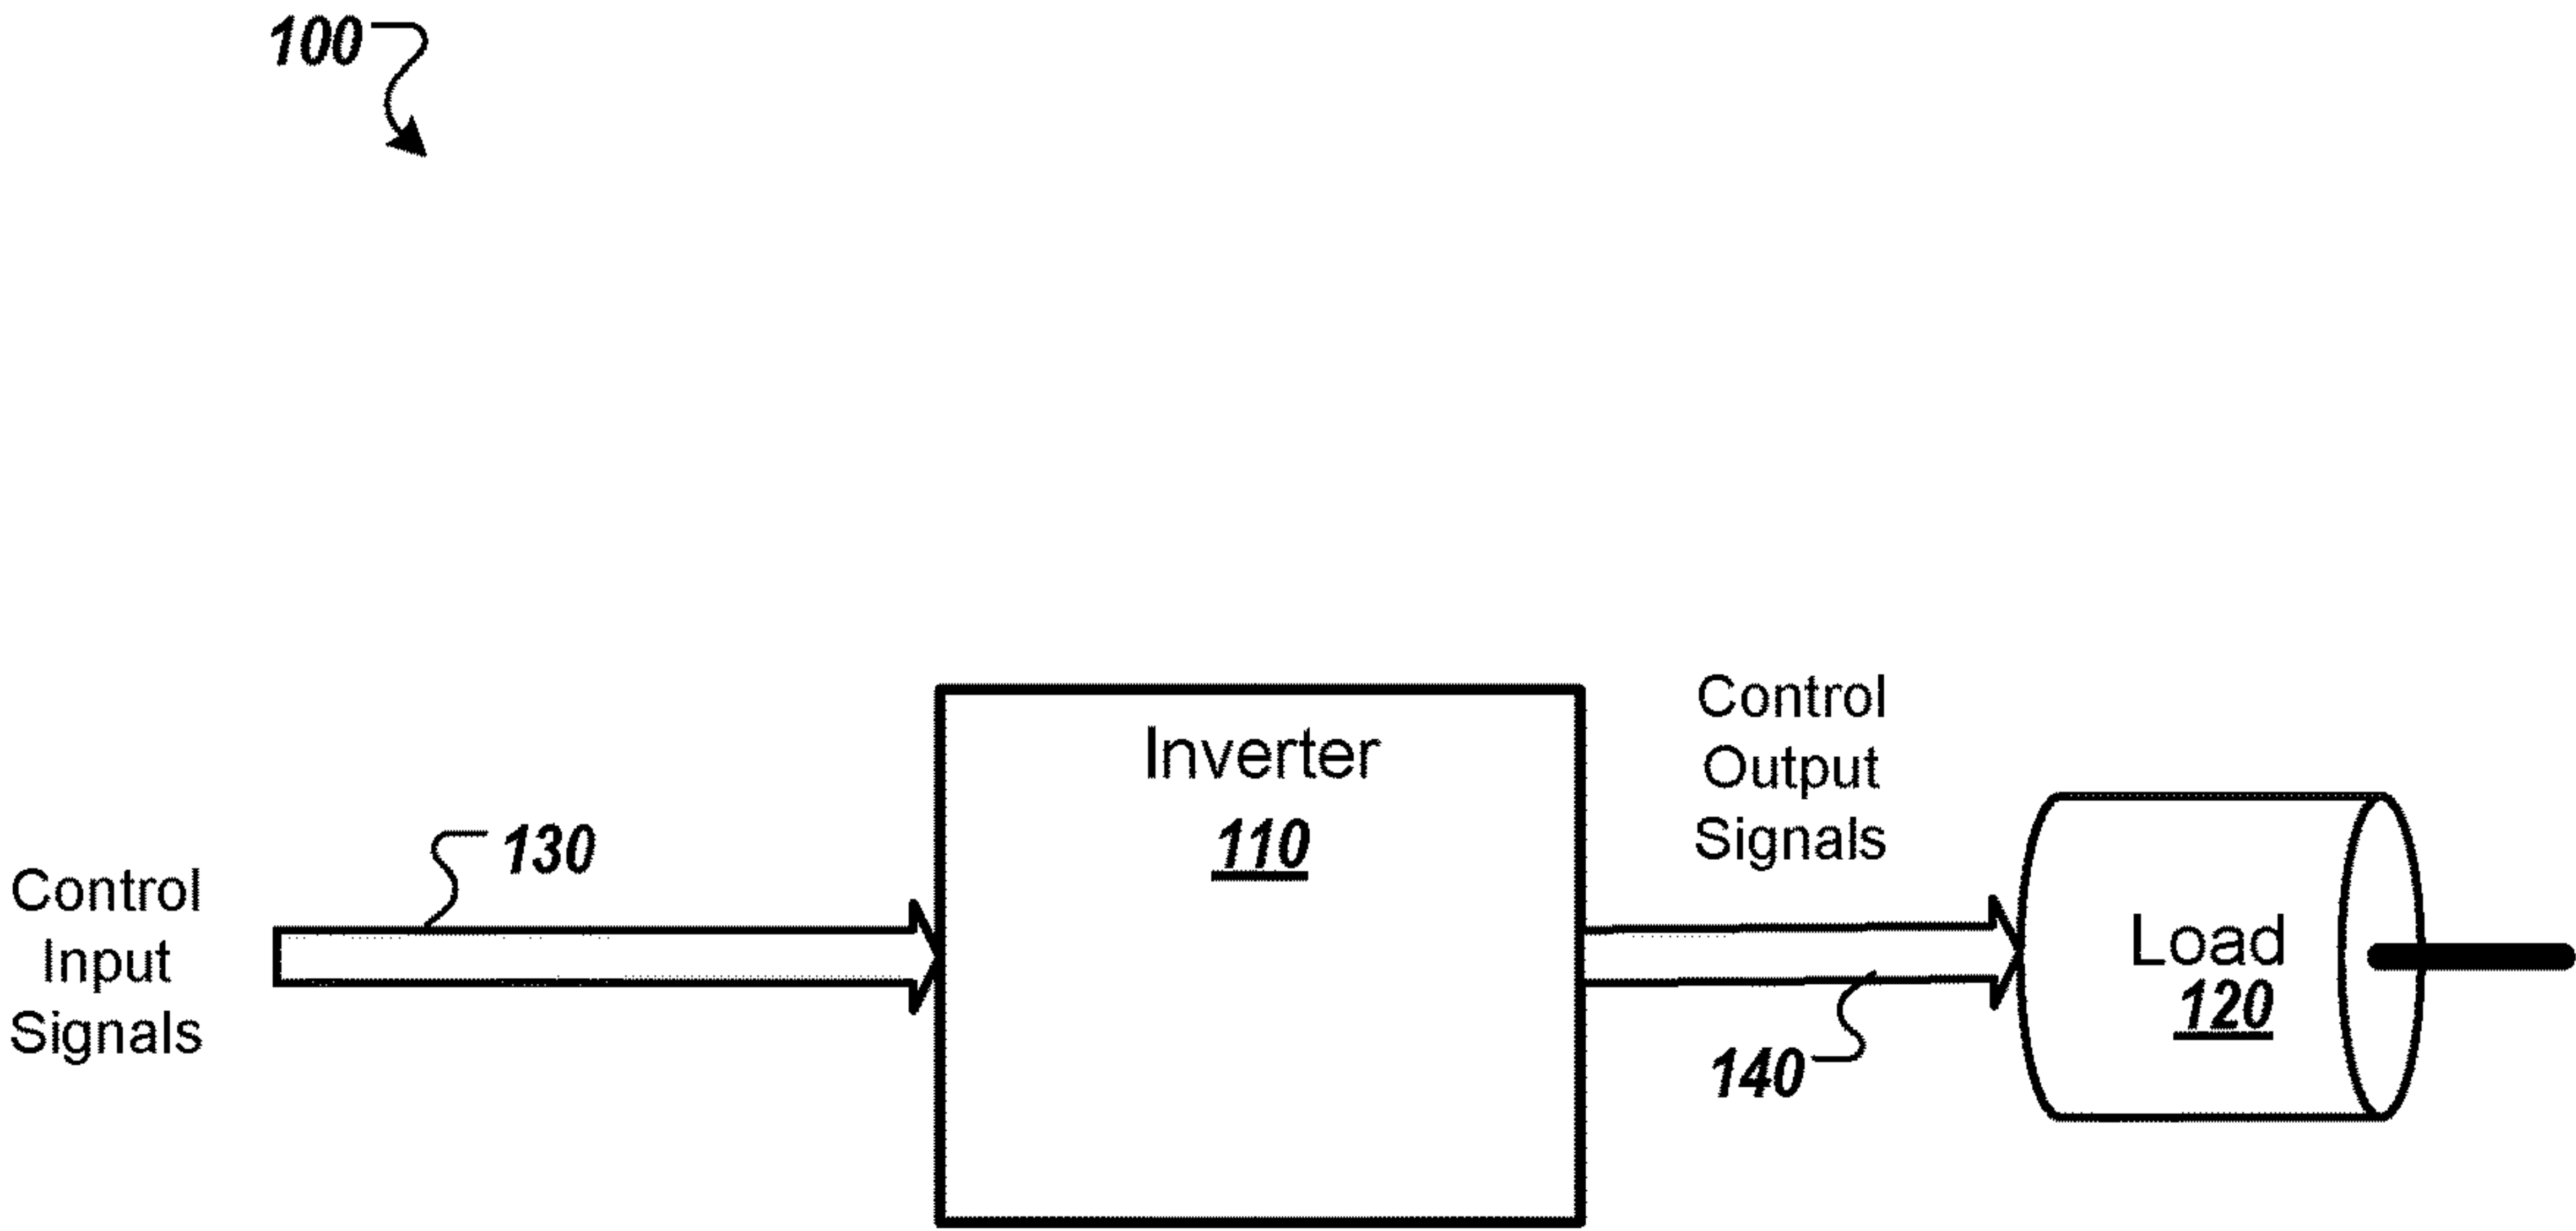 100
Inverter
110
Control
Output
Signals
130
Control
Input
Signals
Load
120
140